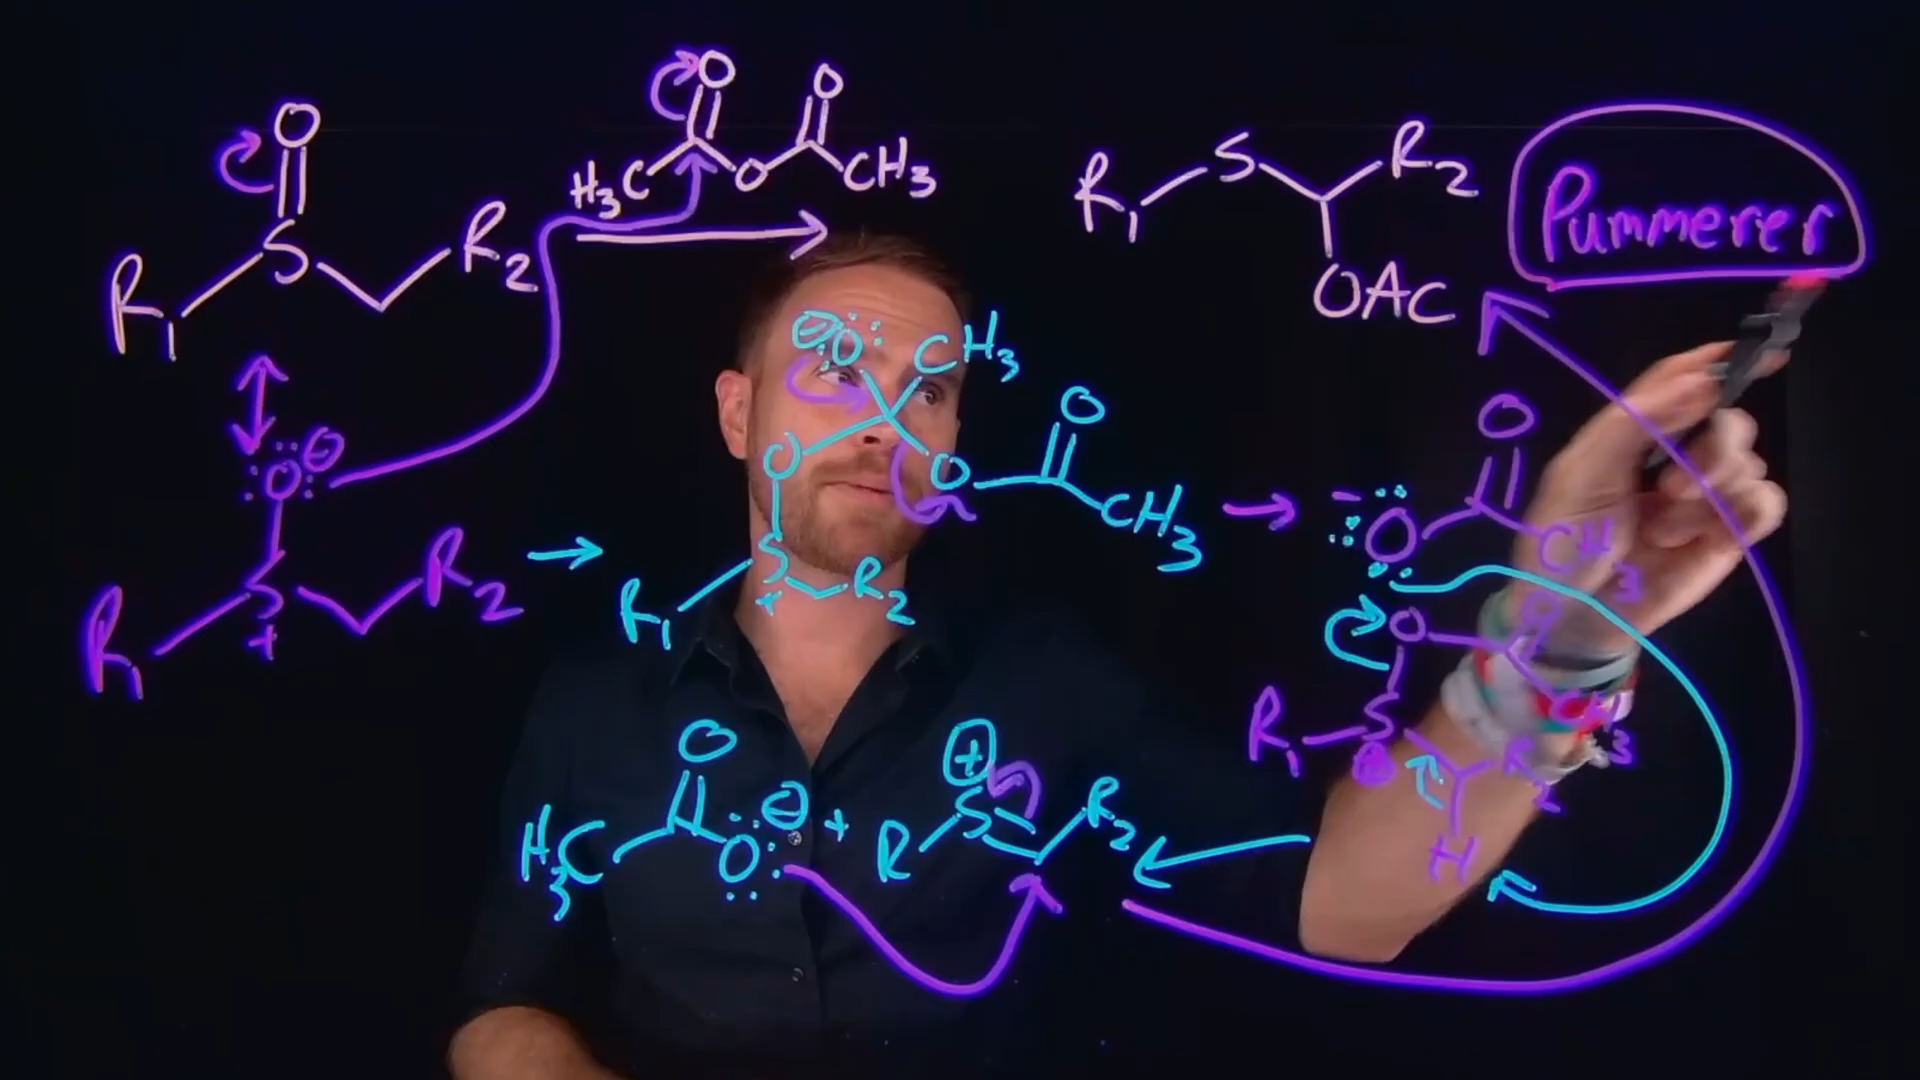 O
R1 S R2
O O
H3C O CH3
R1 S R2
OAC
Pummerer
O ⊖
R1 S + R2
⊖ O CH3
O O O CH3
R1 S + R2
O
- O CH3
O
R1 S ⊕ R2 H
CH3
O
H3C O ⊖ + R S ⊕ R2